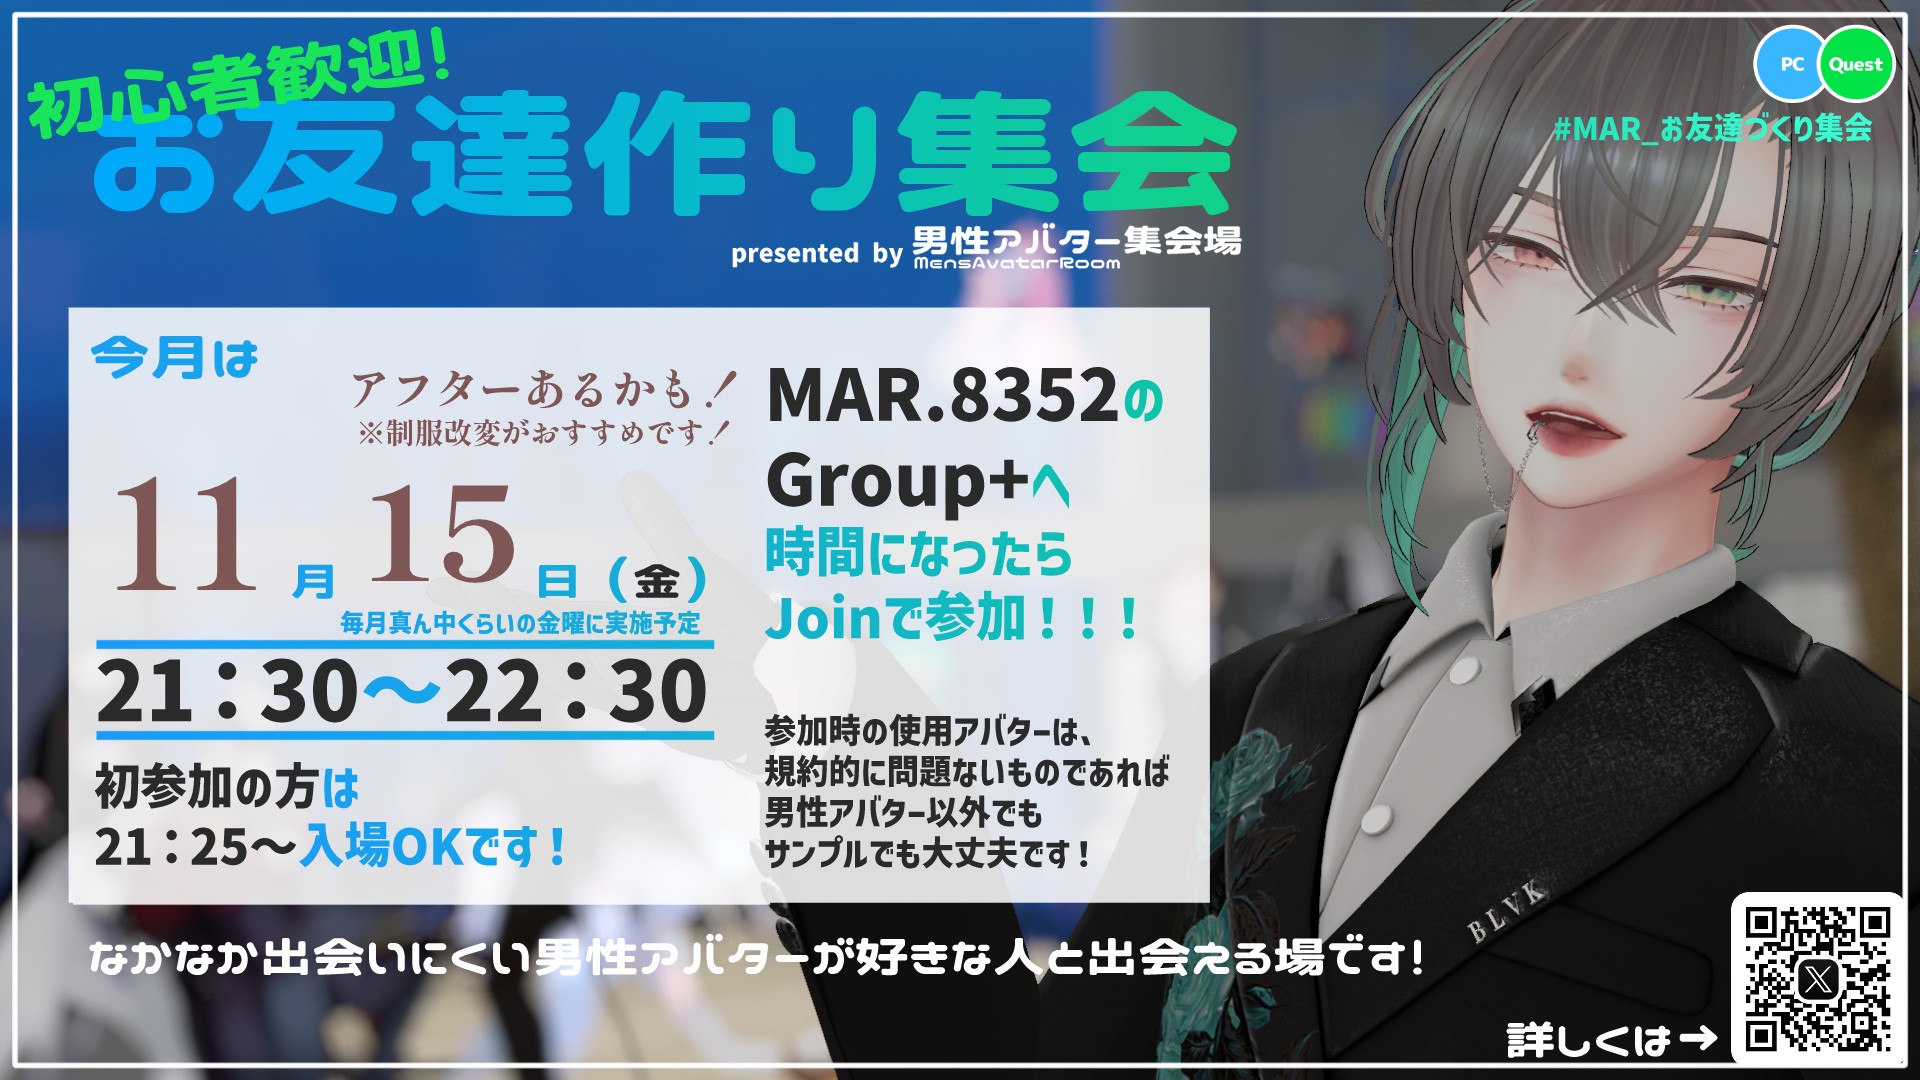 初心者歓迎!
お友達作り集会
presented by 男性アバター集会場
MensAvatarRoom
PC
Quest
#MAR_お友達づくり集会
今月は
アフターあるかも！
※制服改変がおすすめです！
11月15日（金）
毎月真ん中くらいの金曜に実施予定
21：30～22：30
初参加の方は
21：25～入場OKです！
MAR.8352の
Group+へ
時間になったら
Joinで参加！！！
参加時の使用アバターは、
規約的に問題ないものであれば
男性アバター以外でも
サンプルでも大丈夫です！
BLVK
なかなか出会いにくい男性アバターが好きな人と出会える場です!
詳しくは→